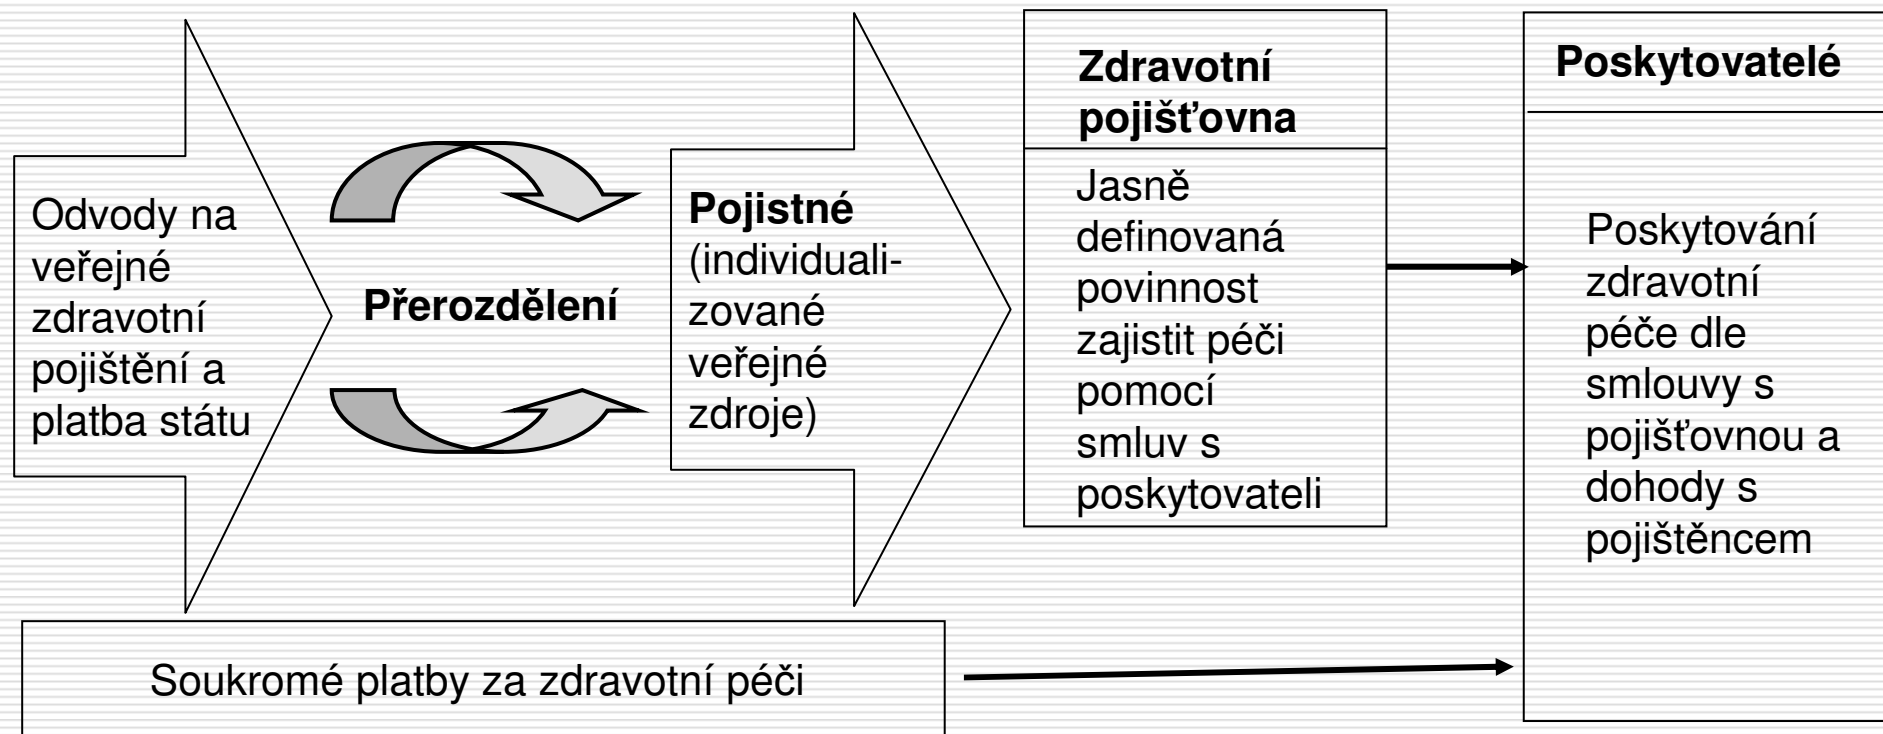 Odvody na
veřejné
zdravotní
pojištění a
platba státu
Přerozdělení
Pojistné
(individuali-
zované
veřejné
zdroje)
Zdravotní
pojišťovna
Jasně
definovaná
povinnost
zajistit péči
pomocí
smluv s
poskytovateli
Poskytovatelé
Poskytování
zdravotní
péče dle
smlouvy s
pojišťovnou a
dohody s
pojištěncem
Soukromé platby za zdravotní péči